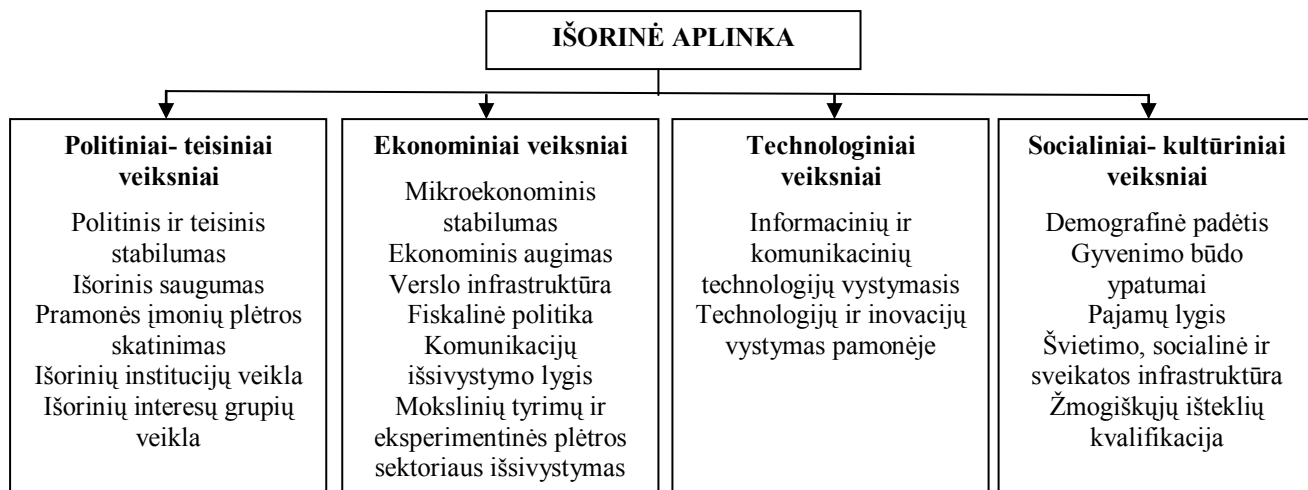 IŠORINĖ APLINKA
Politiniai- teisiniai
veiksniai
Politinis ir teisinis
stabilumas
Išorinis saugumas
Pramonės įmonių plėtros
skatinimas
Išorinių institucijų veikla
Išorinių interesų grupių
veikla
Ekonominiai veiksniai
Mikroekonominis
stabilumas
Ekonominis augimas
Verslo infrastruktūra
Fiskalinė politika
Komunikacijų
išsivystymo lygis
Mokslinių tyrimų ir
eksperimentinės plėtros
sektoriaus išsivystymas
Technologiniai
veiksniai
Informacinių ir
komunikacinių
technologijų vystymasis
Technologijų ir inovacijų
vystymas pamonėje
Socialiniai- kultūriniai
veiksniai
Demografinė padėtis
Gyvenimo būdo
ypatumai
Pajamų lygis
Švietimo, socialinė ir
sveikatos infrastruktūra
Žmogiškųjų išteklių
kvalifikacija